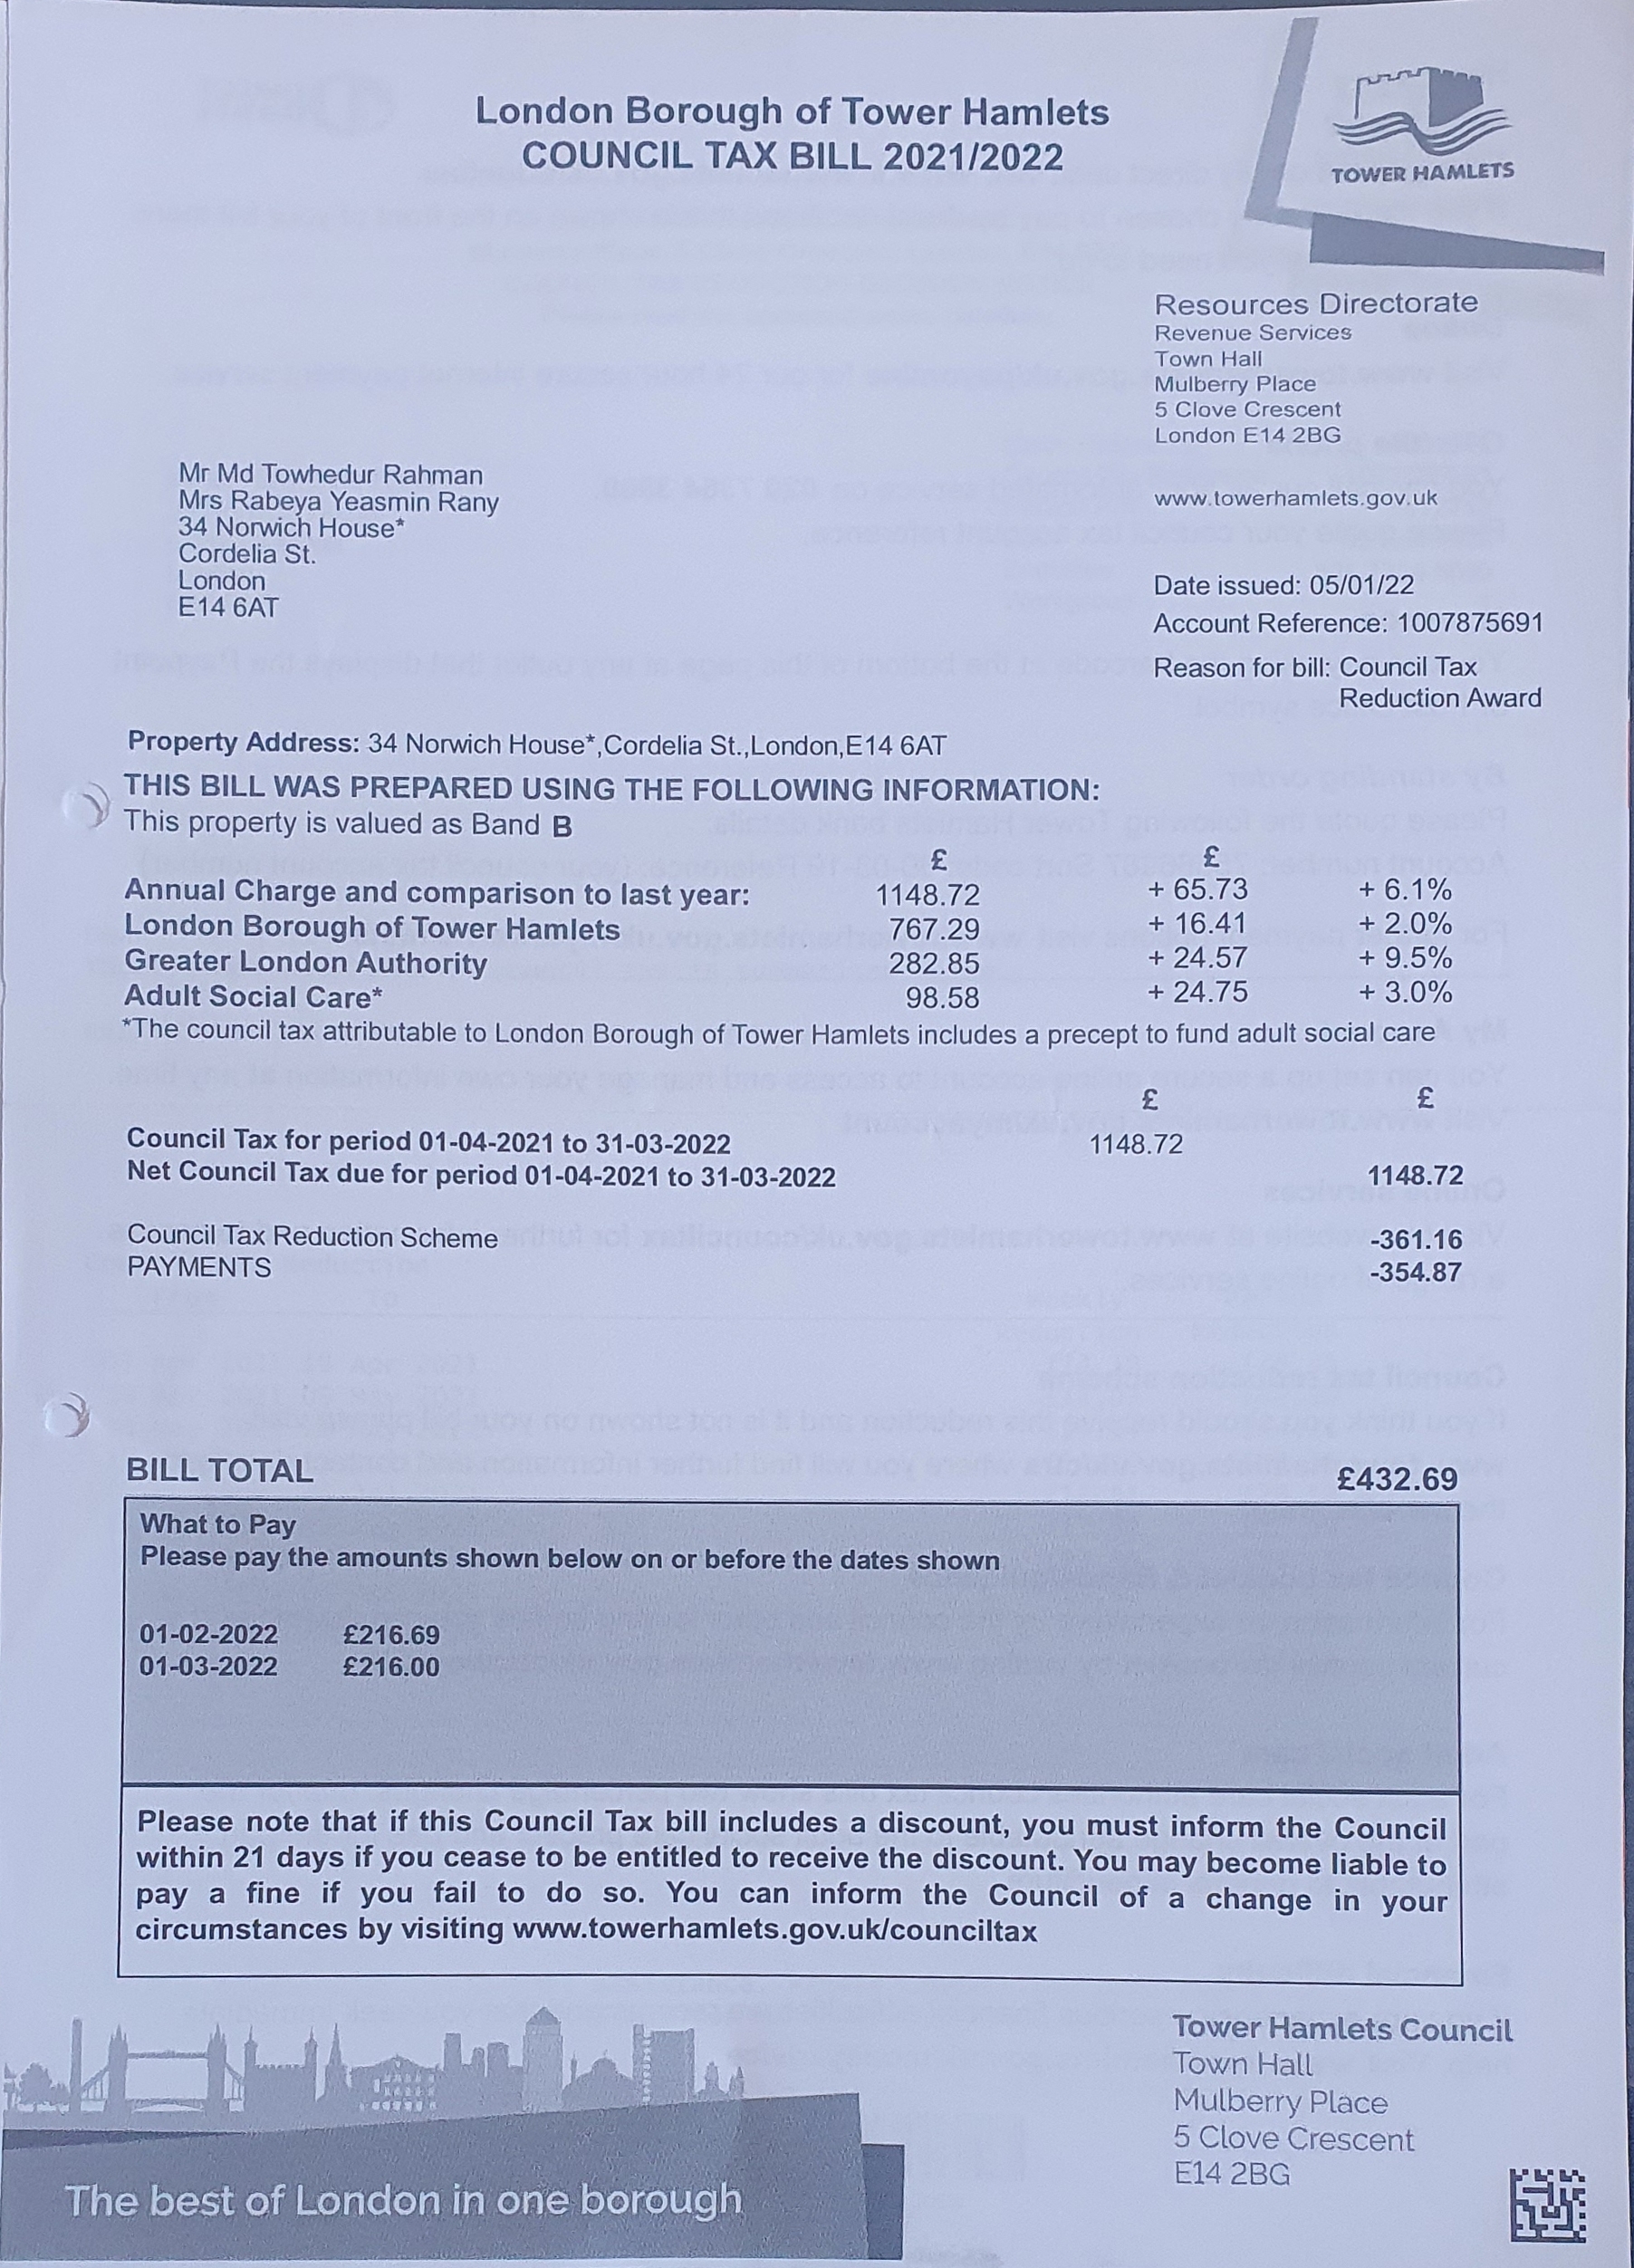 London Borough of Tower Hamlets
COUNCIL TAX BILL 2021/2022
TOWER HAMLETS
Resources Directorate
Revenue Services
Town Hall
Mulberry Place
5 Clove Crescent
London E14 2BG
www.towerhamlets.gov.uk
Mr Md Towhedur Rahman
Mrs Rabeya Yeasmin Rany
34 Norwich House*
Cordelia St.
London
E14 6AT
Date issued: 05/01/22
Account Reference: 1007875691
Reason for bill: Council Tax
Reduction Award
Property Address: 34 Norwich House*,Cordelia St.,London,E14 6AT
THIS BILL WAS PREPARED USING THE FOLLOWING INFORMATION:
This property is valued as Band B
£ £
Annual Charge and comparison to last year: 1148.72 + 65.73 + 6.1%
London Borough of Tower Hamlets 767.29 + 16.41 + 2.0%
Greater London Authority 282.85 + 24.57 + 9.5%
Adult Social Care* 98.58 + 24.75 + 3.0%
*The council tax attributable to London Borough of Tower Hamlets includes a precept to fund adult social care
£ £
Council Tax for period 01-04-2021 to 31-03-2022 1148.72
Net Council Tax due for period 01-04-2021 to 31-03-2022 1148.72
Council Tax Reduction Scheme -361.16
PAYMENTS -354.87
BILL TOTAL £432.69
What to Pay
Please pay the amounts shown below on or before the dates shown
01-02-2022 £216.69
01-03-2022 £216.00
Please note that if this Council Tax bill includes a discount, you must inform the Council
within 21 days if you cease to be entitled to receive the discount. You may become liable to
pay a fine if you fail to do so. You can inform the Council of a change in your
circumstances by visiting www.towerhamlets.gov.uk/counciltax
Tower Hamlets Council
Town Hall
Mulberry Place
5 Clove Crescent
E14 2BG
The best of London in one borough